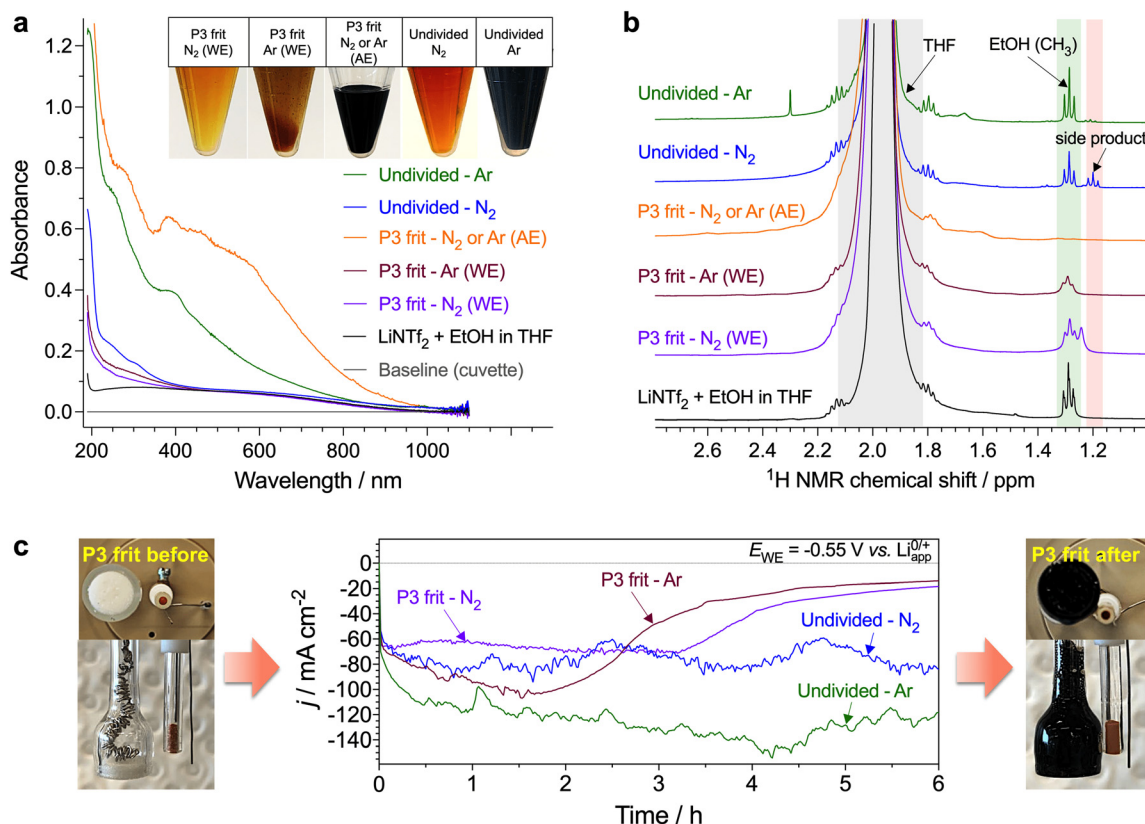 a
P3 frit
N₂ (WE)
P3 frit
Ar (WE)
P3 frit
N₂ or Ar
(AE)
Undivided
N₂
Undivided
Ar
1.2
1.0
0.8
0.6
0.4
0.2
0.0
Absorbance
Undivided - Ar
Undivided - N₂
P3 frit - N₂ or Ar (AE)
P3 frit - Ar (WE)
P3 frit - N₂ (WE)
LiNTf₂ + EtOH in THF
Baseline (cuvette)
200
400
600
800
1000
Wavelength / nm
b
THF
EtOH (CH₃)
Undivided - Ar
side product
Undivided - N₂
P3 frit - N₂ or Ar (AE)
P3 frit - Ar (WE)
P3 frit - N₂ (WE)
LiNTf₂ + EtOH in THF
2.6
2.4
2.2
2.0
1.8
1.6
1.4
1.2
¹H NMR chemical shift / ppm
c
P3 frit before
0
-20
-40
-60
-80
-100
-120
-140
j / mA cm⁻²
E_WE = -0.55 V vs. Li_app^0/+
P3 frit - Ar
P3 frit - N₂
Undivided - N₂
Undivided - Ar
0
1
2
3
4
5
6
Time / h
P3 frit after